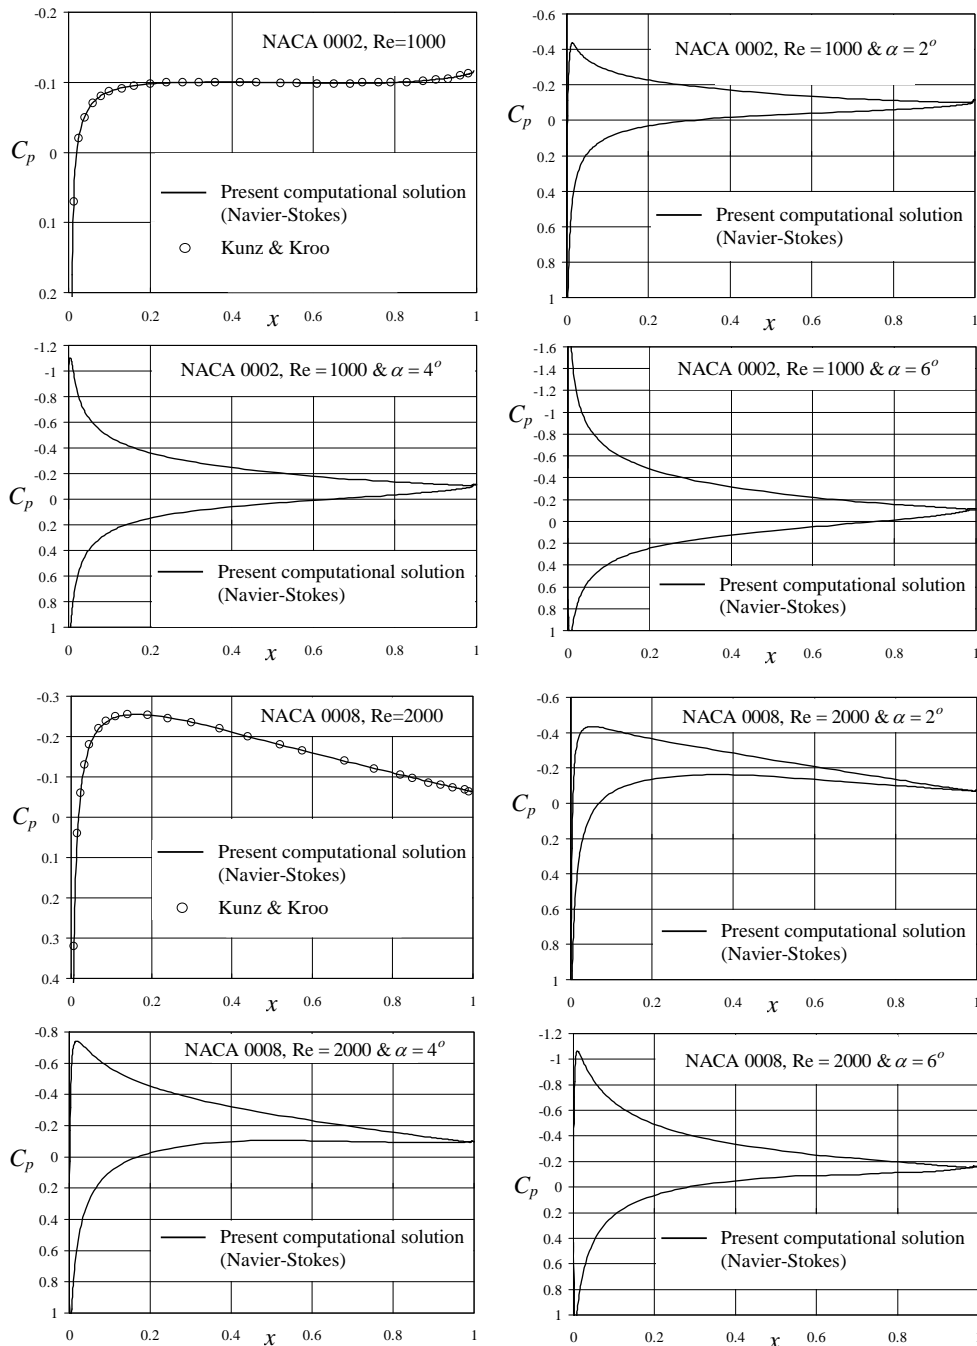 -0.2
-0.1
0
0.1
0.2
C_p
NACA 0002, Re=1000
Present computational solution
(Navier-Stokes)
Kunz & Kroo
0 0.2 0.4 0.6 0.8 1
x
-0.6
-0.4
-0.2
0
0.2
0.4
0.6
0.8
1
C_p
NACA 0002, Re = 1000 & α = 2°
Present computational solution
(Navier-Stokes)
0 0.2 0.4 0.6 0.8 1
x
-1.2
-1
-0.8
-0.6
-0.4
-0.2
0
0.2
0.4
0.6
0.8
1
C_p
NACA 0002, Re = 1000 & α = 4°
Present computational solution
(Navier-Stokes)
0 0.2 0.4 0.6 0.8 1
x
-1.6
-1.4
-1.2
-1
-0.8
-0.6
-0.4
-0.2
0
0.2
0.4
0.6
0.8
1
C_p
NACA 0002, Re = 1000 & α = 6°
Present computational solution
(Navier-Stokes)
0 0.2 0.4 0.6 0.8 1
x
-0.3
-0.2
-0.1
0
0.1
0.2
0.3
0.4
C_p
NACA 0008, Re=2000
Present computational solution
(Navier-Stokes)
Kunz & Kroo
0 0.2 0.4 0.6 0.8 1
x
-0.6
-0.4
-0.2
0
0.2
0.4
0.6
0.8
1
C_p
NACA 0008, Re = 2000 & α = 2°
Present computational solution
(Navier-Stokes)
0 0.2 0.4 0.6 0.8 1
x
-0.8
-0.6
-0.4
-0.2
0
0.2
0.4
0.6
0.8
1
C_p
NACA 0008, Re = 2000 & α = 4°
Present computational solution
(Navier-Stokes)
0 0.2 0.4 0.6 0.8 1
x
-1.2
-1
-0.8
-0.6
-0.4
-0.2
0
0.2
0.4
0.6
0.8
1
C_p
NACA 0008, Re = 2000 & α = 6°
Present computational solution
(Navier-Stokes)
0 0.2 0.4 0.6 0.8 1
x